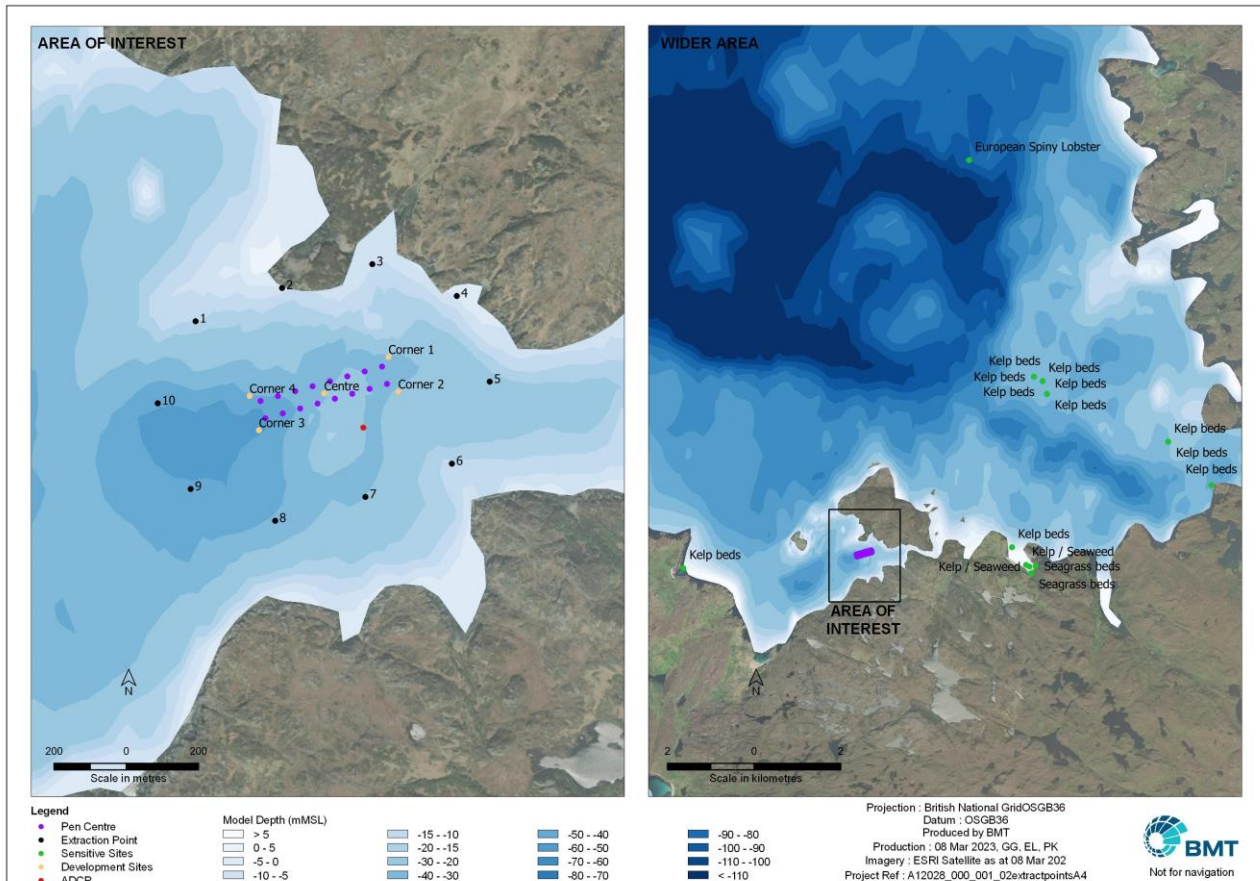 AREA OF INTEREST
1
2
3
4
5
6
7
8
9
10
Corner 1
Corner 2
Corner 3
Corner 4
Centre
N
200 0 200
Scale in metres
WIDER AREA
European Spiny Lobster
Kelp beds
Kelp beds
Kelp beds
Kelp beds
Kelp beds
Kelp beds
Kelp beds
Kelp beds
Kelp beds
Kelp / Seaweed
Kelp / Seaweed
Seagrass beds
Seagrass beds
Kelp beds
AREA OF
INTEREST
N
2 0 2
Scale in kilometres
Legend
Pen Centre
Extraction Point
Sensitive Sites
Development Sites
ADCP
Model Depth (mMSL)
> 5
0 - 5
-5 - 0
-10 - -5
-15 - -10
-20 - -15
-30 - -20
-40 - -30
-50 - -40
-60 - -50
-70 - -60
-80 - -70
-90 - -80
-100 - -90
-110 - -100
< -110
Projection : British National GridOSGB36
Datum : OSGB36
Produced by BMT
Production : 08 Mar 2023, GG, EL, PK
Imagery : ESRI Satellite as at 08 Mar 202
Project Ref : A12028_000_001_02extractpointsA4
BMT
Not for navigation